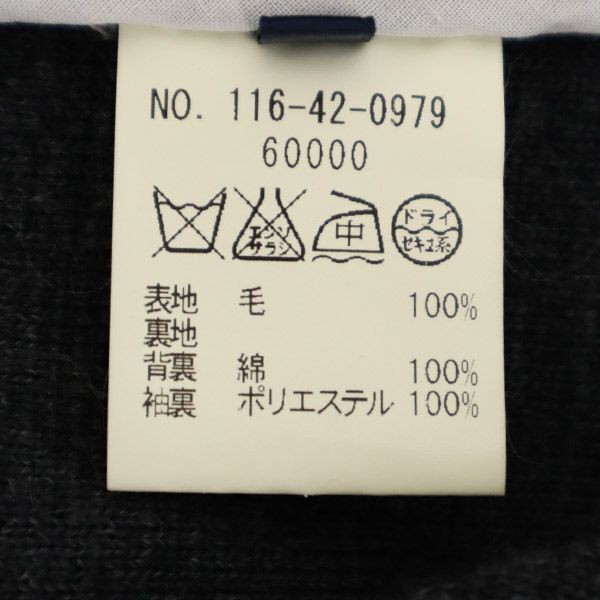 NO. 116-42-0979
60000
エンソ
サラシ
中
ドライ
セキユ系
表地 毛 100%
裏地
背裏 綿 100%
袖裏 ポリエステル 100%